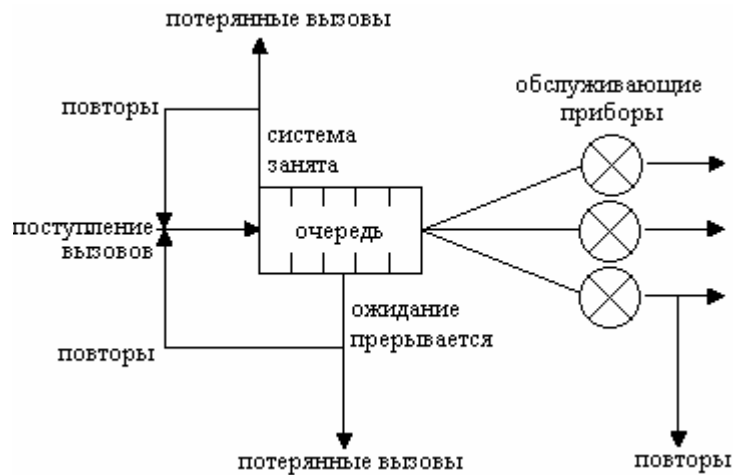 потерянные вызовы
обслуживающие
приборы
повторы
система
занята
поступление
вызовов
очередь
ожидание
прерывается
повторы
потерянные вызовы
повторы